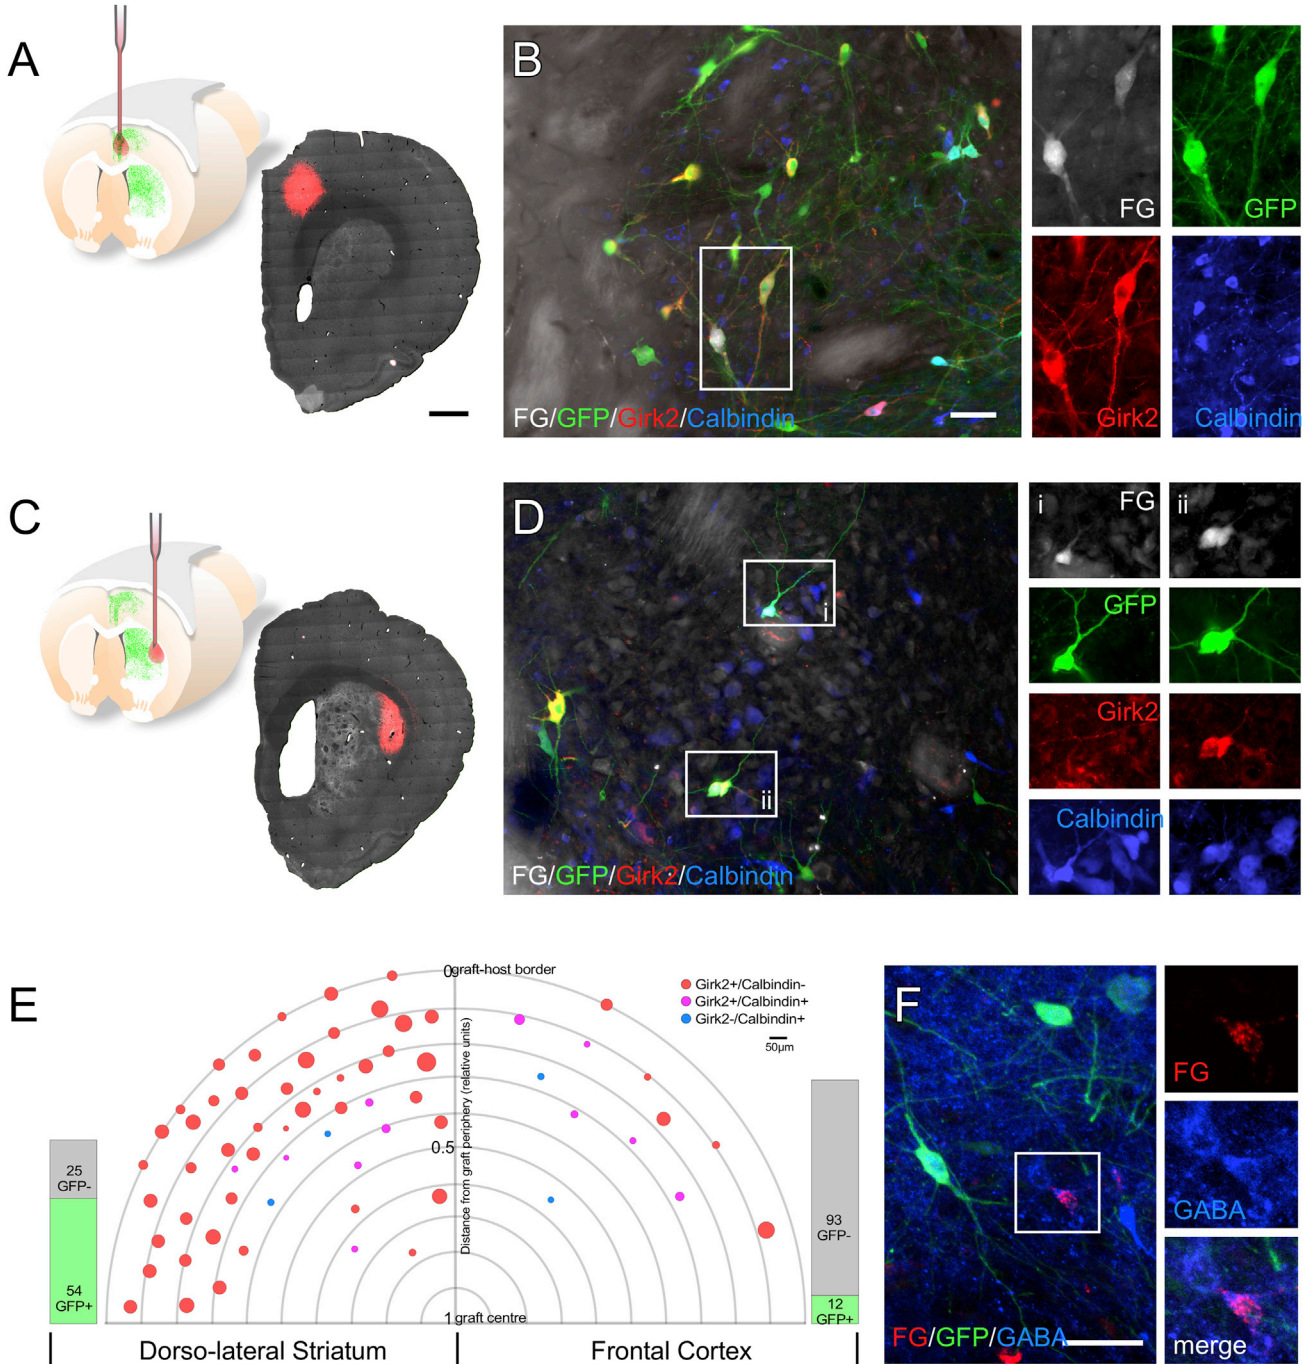 A
B
FG/GFP/Girk2/Calbindin
FG
GFP
Girk2
Calbindin
C
D
i
ii
FG/GFP/Girk2/Calbindin
i
FG
ii
GFP
Girk2
Calbindin
E
0
graft-host border
Girk2+/Calbindin-
Girk2+/Calbindin+
Girk2-/Calbindin+
50µm
Distance from graft periphery (relative units)
0.5
1
graft centre
25
GFP-
54
GFP+
93
GFP-
12
GFP+
Dorso-lateral Striatum
Frontal Cortex
F
FG/GFP/GABA
FG
GABA
merge